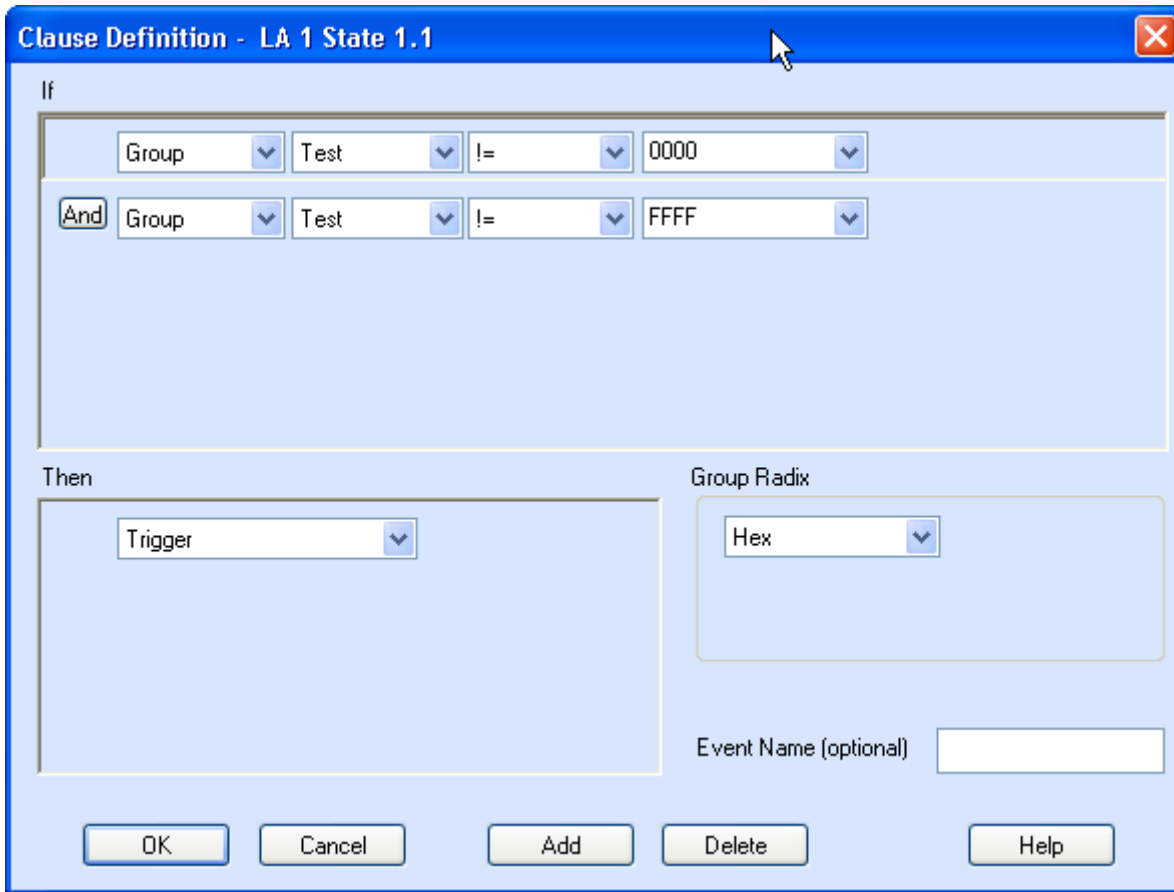 Clause Definition - LA 1 State 1.1
If
Group Test != 0000
And Group Test != FFFF
Then
Trigger
Group Radix
Hex
Event Name (optional)
OK Cancel Add Delete Help